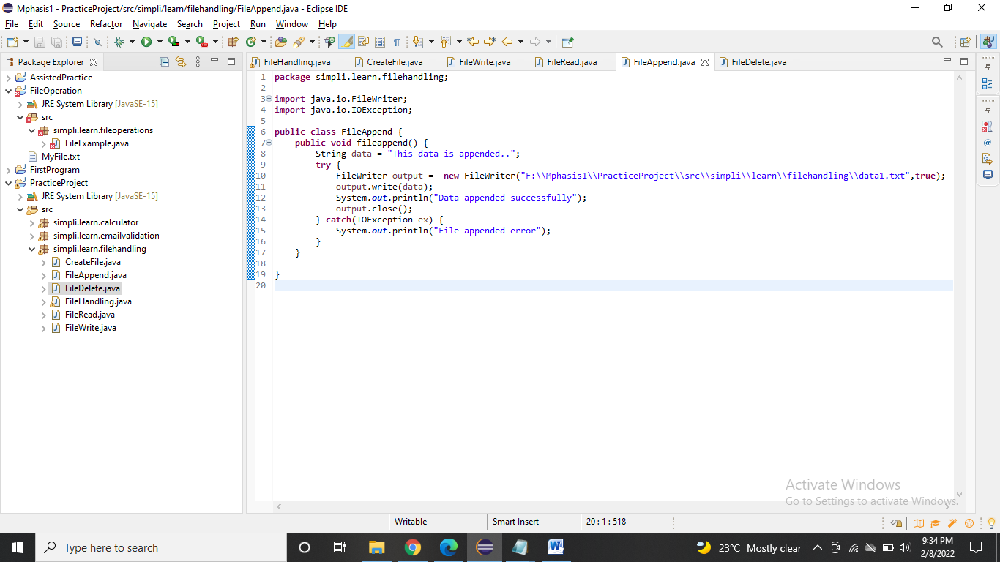 Mphasis1 - PracticeProject/src/simpli/learn/filehandling/FileAppend.java - Eclipse IDE
File Edit Source Refactor Navigate Search Project Run Window Help
Package Explorer
AssistedPractice
FileOperation
JRE System Library [JavaSE-15]
src
simpli.learn.fileoperations
FileExample.java
MyFile.txt
FirstProgram
PracticeProject
JRE System Library [JavaSE-15]
src
simpli.learn.calculator
simpli.learn.emailvalidation
simpli.learn.filehandling
CreateFile.java
FileAppend.java
FileDelete.java
FileHandling.java
FileRead.java
FileWrite.java
FileHandling.java CreateFile.java FileWrite.java FileRead.java FileAppend.java FileDelete.java
1 package simpli.learn.filehandling;
2
3 import java.io.FileWriter;
4 import java.io.IOException;
5
6 public class FileAppend {
7 public void fileappend() {
8 String data = "This data is appended..";
9 try {
10 FileWriter output = new FileWriter("F:\\Mphasis1\\PracticeProject\\src\\simpli\\learn\\filehandling\\data1.txt",true);
11 output.write(data);
12 System.out.println("Data appended successfully");
13 output.close();
14 } catch(IOException ex) {
15 System.out.println("File appended error");
16 }
17 }
18
19 }
20
Activate Windows
Go to Settings to activate Windows.
Writable Smart Insert 20 : 1 : 518
Type here to search
23°C Mostly clear
9:34 PM
2/8/2022